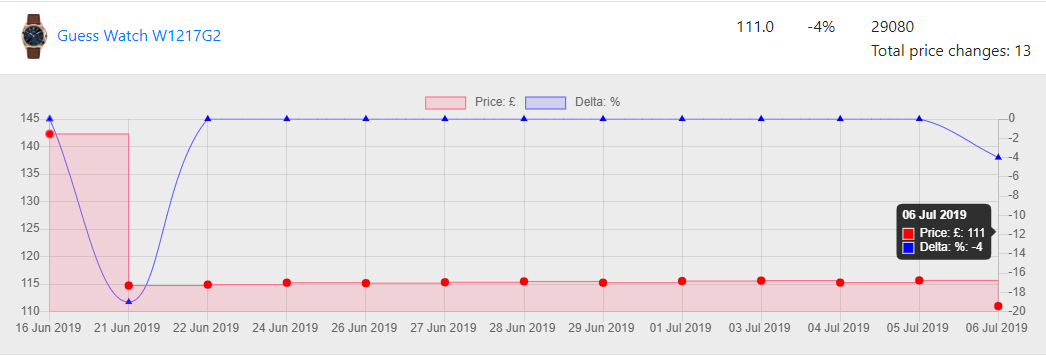 Guess Watch W1217G2 111.0 -4% 29080
Total price changes: 13
Price: £ Delta: %
145 0
-2
140 -4
135 -6
-8
130 -10
125 -12
120 -14
-16
115 -18
110 -20
06 Jul 2019
Price: £: 111
Delta: %: -4
16 Jun 2019 21 Jun 2019 22 Jun 2019 24 Jun 2019 26 Jun 2019 27 Jun 2019 28 Jun 2019 29 Jun 2019 01 Jul 2019 03 Jul 2019 04 Jul 2019 05 Jul 2019 06 Jul 2019